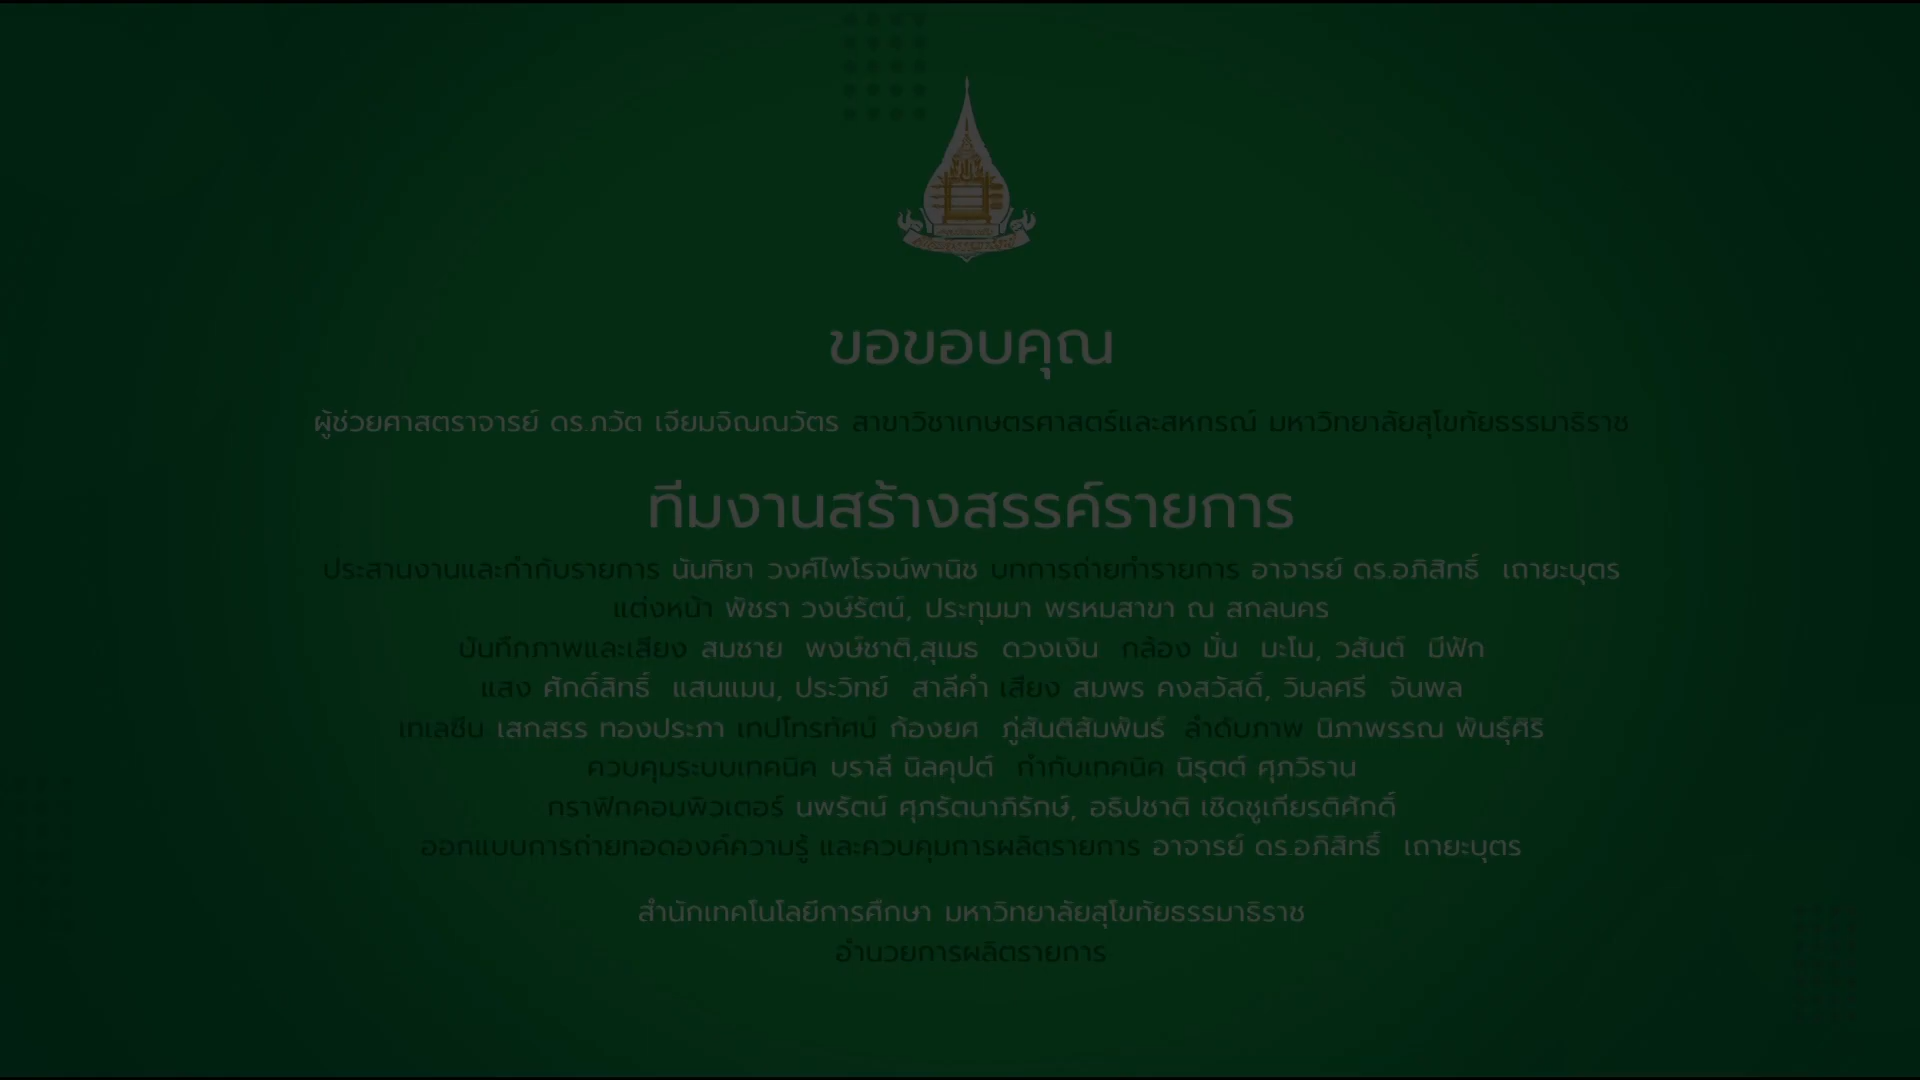 ขอขอบคุณ
ผู้ช่วยศาสตราจารย์ ดร.ภวัต เจียมจิณณวัตร สาขาวิชาเกษตรศาสตร์และสหกรณ์ มหาวิทยาลัยสุโขทัยธรรมาธิราช
ทีมงานสร้างสรรค์รายการ
ประสานงานและกำกับรายการ นันทิยา วงศ์ไพโรจน์พานิช บทการถ่ายทำรายการ อาจารย์ ดร.อภิสิทธิ์ เถายะบุตร
แต่งหน้า พัชรา วงษ์รัตน์, ประทุมมา พรหมสาขา ณ สกลนคร
บันทึกภาพและเสียง สมชาย พงษ์ชาติ,สุเมธ ดวงเงิน กล้อง มั่น มะโน, วสันต์ มีฟัก
แสง ศักดิ์สิทธิ์ แสนแมน, ประวิทย์ สาลีคำ เสียง สมพร คงสวัสดิ์, วิมลศรี จันพล
เทเลซีน เสกสรร ทองประภา เทปโทรทัศน์ ก้องยศ ภู่สันติสัมพันธ์ ลำดับภาพ นิภาพรรณ พันธุ์ศิริ
ควบคุมระบบเทคนิค บราลี นิลคุปต์ กำกับเทคนิค นิรุตต์ ศุภวิธาน
กราฟิกคอมพิวเตอร์ นพรัตน์ ศุภรัตนาภิรักษ์, อธิปชาติ เชิดชูเกียรติศักดิ์
ออกแบบการถ่ายทอดองค์ความรู้ และควบคุมการผลิตรายการ อาจารย์ ดร.อภิสิทธิ์ เถายะบุตร
สำนักเทคโนโลยีการศึกษา มหาวิทยาลัยสุโขทัยธรรมาธิราช
อำนวยการผลิตรายการ